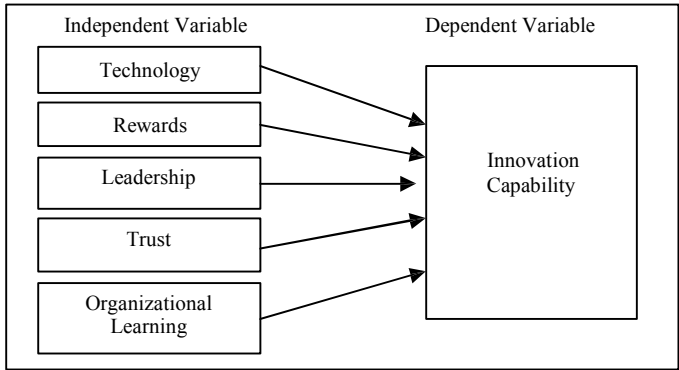 Independent Variable
Dependent Variable
Technology
Rewards
Leadership
Trust
Organizational
Learning
Innovation
Capability